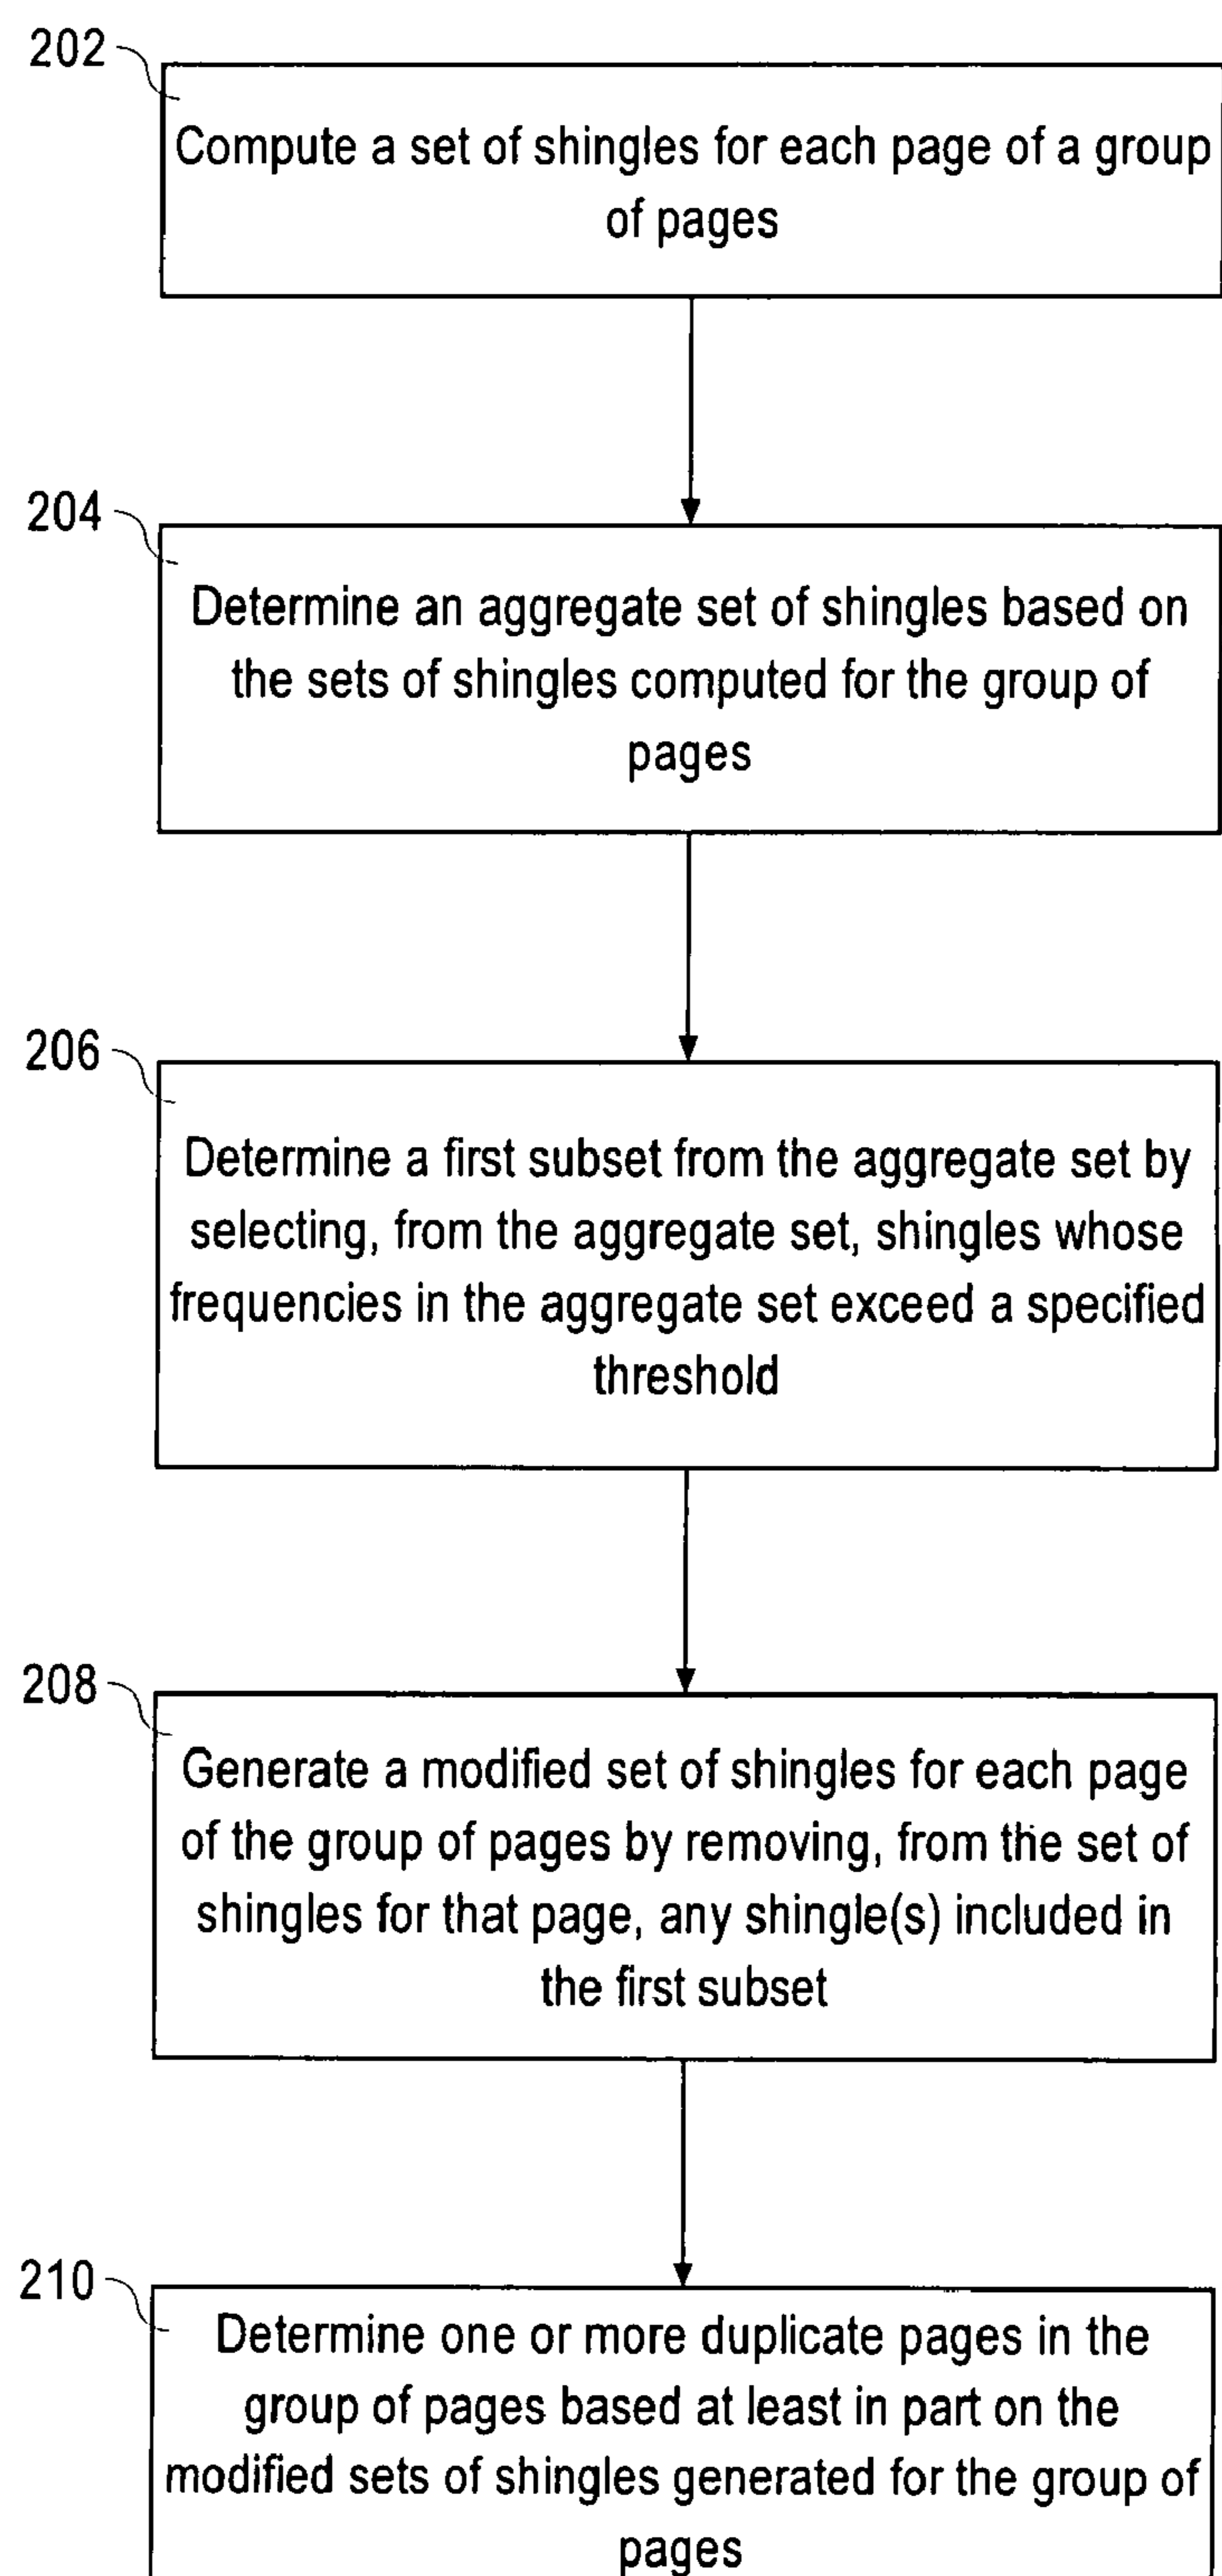 202
Compute a set of shingles for each page of a group
of pages
204
Determine an aggregate set of shingles based on
the sets of shingles computed for the group of
pages
206
Determine a first subset from the aggregate set by
selecting, from the aggregate set, shingles whose
frequencies in the aggregate set exceed a specified
threshold
208
Generate a modified set of shingles for each page
of the group of pages by removing, from the set of
shingles for that page, any shingle(s) included in
the first subset
210
Determine one or more duplicate pages in the
group of pages based at least in part on the
modified sets of shingles generated for the group of
pages